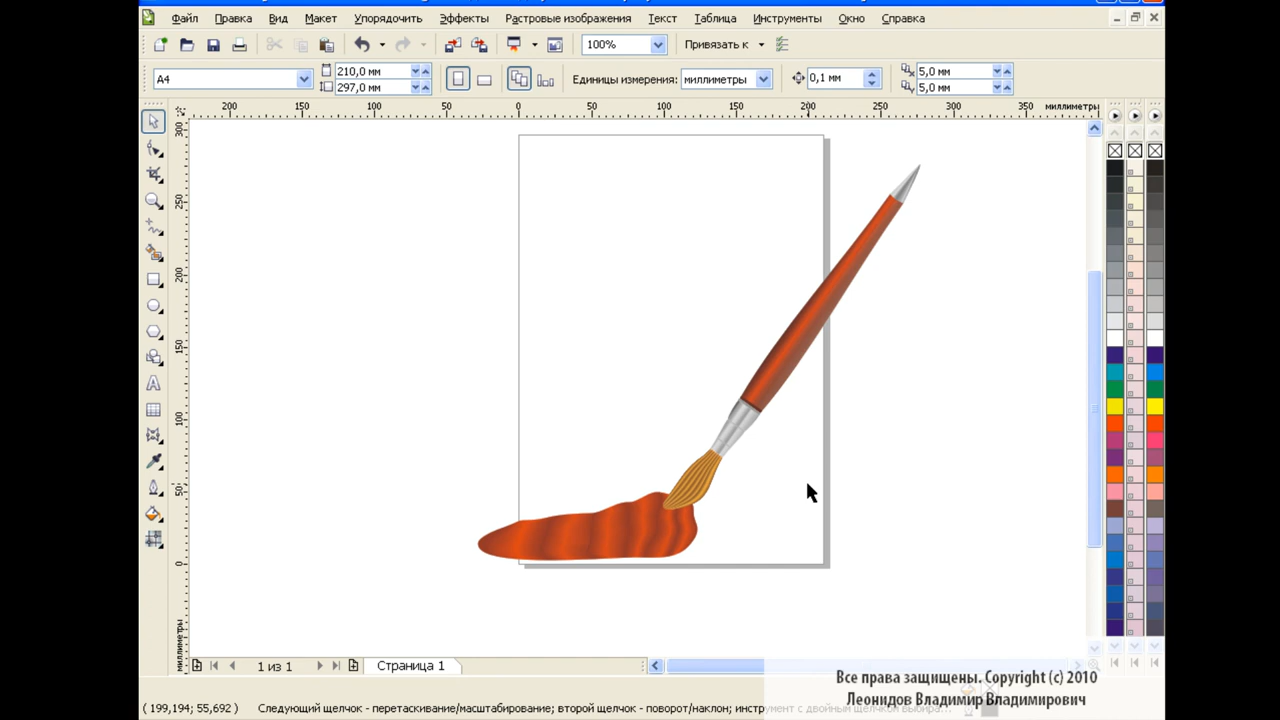 Файл Правка Вид Макет Упорядочить Эффекты Растровые изображения Текст Таблица Инструменты Окно Справка
100% Привязать к
A4 210,0 мм 297,0 мм Единицы измерения: миллиметры 0,1 мм 5,0 мм 5,0 мм
200 150 100 50 0 50 100 150 200 250 300 350 миллиметры
300
250
200
150
100
50
0
миллиметры
1 из 1 Страница 1
Все права защищены. Copyright (c) 2010
Леонидов Владимир Владимирович
( 199,194; 55,692 ) Следующий щелчок - перетаскивание/масштабирование; второй щелчок - поворот/наклон; инструмент с двойным щелчком выбира...